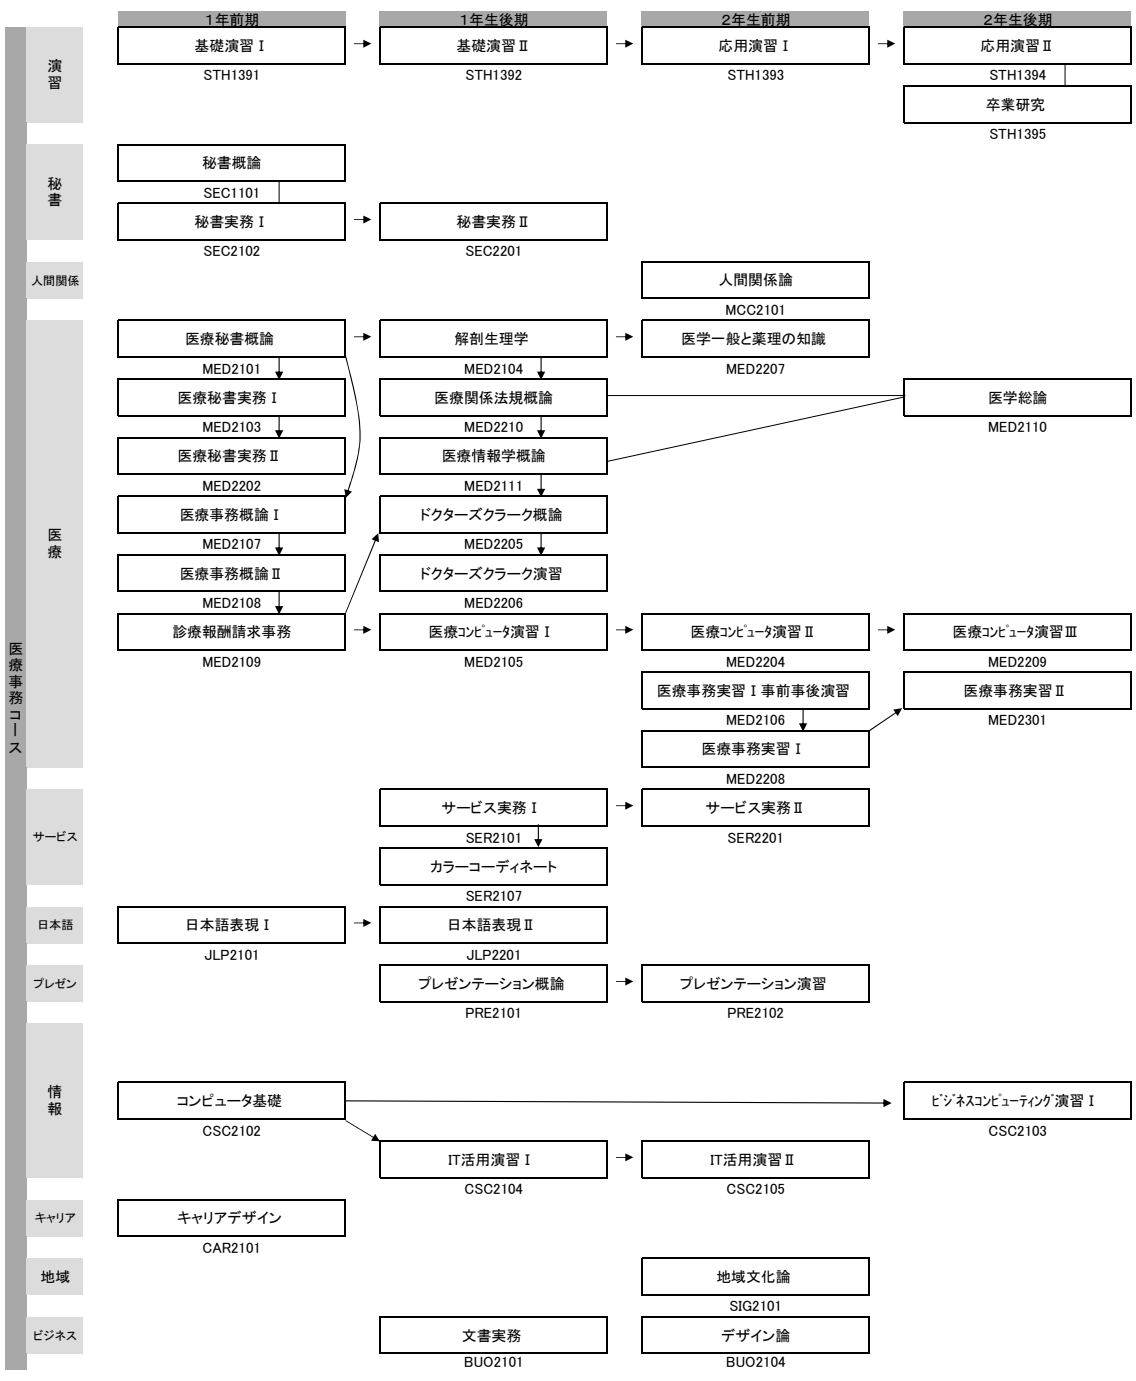 １年前期
１年生後期
２年生前期
２年生後期
医療事務コース
演習
基礎演習Ⅰ
基礎演習Ⅱ
応用演習Ⅰ
応用演習Ⅱ
STH1391
STH1392
STH1393
STH1394
卒業研究
STH1395
秘書
秘書概論
SEC1101
秘書実務Ⅰ
秘書実務Ⅱ
SEC2102
SEC2201
人間関係
人間関係論
MCC2101
医療
医療秘書概論
解剖生理学
医学一般と薬理の知識
MED2101
MED2104
MED2207
医療秘書実務Ⅰ
医療関係法規概論
医学総論
MED2103
MED2210
MED2110
医療秘書実務Ⅱ
医療情報学概論
MED2202
MED2111
医療事務概論Ⅰ
ドクターズクラーク概論
MED2107
MED2205
医療事務概論Ⅱ
ドクターズクラーク演習
MED2108
MED2206
診療報酬請求事務
医療ｺﾝﾋﾟｭｰﾀ演習Ⅰ
医療ｺﾝﾋﾟｭｰﾀ演習Ⅱ
医療ｺﾝﾋﾟｭｰﾀ演習Ⅲ
MED2109
MED2105
MED2204
MED2209
医療事務実習Ⅰ事前事後演習
医療事務実習Ⅱ
MED2106
MED2301
医療事務実習Ⅰ
MED2208
サービス
サービス実務Ⅰ
サービス実務Ⅱ
SER2101
SER2201
カラーコーディネート
SER2107
日本語
日本語表現Ⅰ
日本語表現Ⅱ
JLP2101
JLP2201
プレゼン
プレゼンテーション概論
プレゼンテーション演習
PRE2101
PRE2102
情報
コンピュータ基礎
ﾋﾞｼﾞﾈｽｺﾝﾋﾟｭｰﾃｨﾝｸﾞ演習Ⅰ
CSC2102
CSC2103
IT活用演習Ⅰ
IT活用演習Ⅱ
CSC2104
CSC2105
キャリア
キャリアデザイン
CAR2101
地域
地域文化論
SIG2101
ビジネス
文書実務
デザイン論
BUO2101
BUO2104